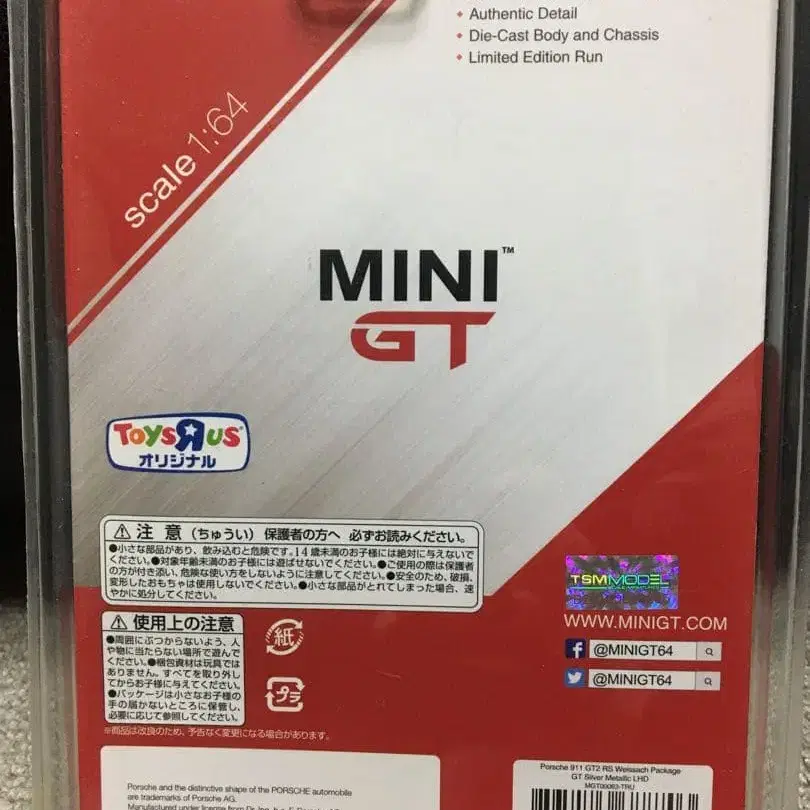 • Authentic Detail
• Die-Cast Body and Chassis
• Limited Edition Run
scale 1:64
MINI™
GT
ToysЯus
オリジナル
⚠注 意(ちゅうい)保護者の方へ 必ずお読みください。
●小さな部品があり、飲み込むと危険です。14歳未満のお子様には絶対に与えないで
ください。●対象年齢未満のお子様には遊ばせないでください。●ご使用の際は保護者
の方が付き添い、危険な使い方をしないように注意してください。●安全のため、破損、
変形したおもちゃは使用しないでください。●小さな部品がとれてしまった場合、速
やかに処分してください。
⚠使用上の注意
●周囲にぶつからないよう、人
や物に当たらない場所で遊んで
ください。●梱包資材は玩具では
ありません。すべてを取り外し
てからお子様に与えてください。
●パッケージは小さなお子様の
手の届かないところに保管し、
必要に応じて参照してください。
紙
プラ
※商品は改良のため、予告なく変更になる場合があります。
TSMMODEL
WWW.MINIGT.COM
@MINIGT64
@MINIGT64
Porsche and the distinctive shape of the PORSCHE automobile
are trademarks of Porsche AG.
Manufactured under license from Dr. Ing. h.c. F. Porsche
Porsche 911 GT2 RS Weissach Package
GT Silver Metallic LHD
MGT00063-TRU